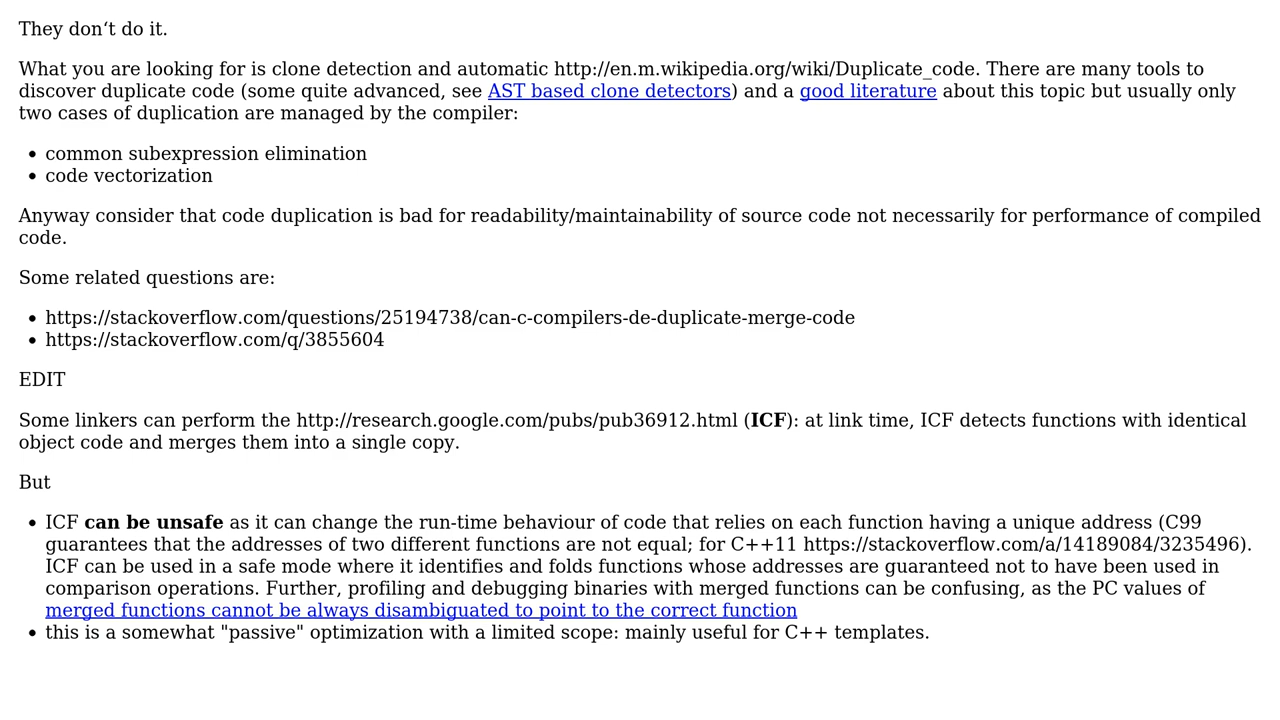 They don‘t do it.
What you are looking for is clone detection and automatic http://en.m.wikipedia.org/wiki/Duplicate_code. There are many tools to
discover duplicate code (some quite advanced, see AST based clone detectors) and a good literature about this topic but usually only
two cases of duplication are managed by the compiler:
• common subexpression elimination
• code vectorization
Anyway consider that code duplication is bad for readability/maintainability of source code not necessarily for performance of compiled
code.
Some related questions are:
• https://stackoverflow.com/questions/25194738/can-c-compilers-de-duplicate-merge-code
• https://stackoverflow.com/q/3855604
EDIT
Some linkers can perform the http://research.google.com/pubs/pub36912.html (ICF): at link time, ICF detects functions with identical
object code and merges them into a single copy.
But
• ICF can be unsafe as it can change the run-time behaviour of code that relies on each function having a unique address (C99
guarantees that the addresses of two different functions are not equal; for C++11 https://stackoverflow.com/a/14189084/3235496).
ICF can be used in a safe mode where it identifies and folds functions whose addresses are guaranteed not to have been used in
comparison operations. Further, profiling and debugging binaries with merged functions can be confusing, as the PC values of
merged functions cannot be always disambiguated to point to the correct function
• this is a somewhat "passive" optimization with a limited scope: mainly useful for C++ templates.